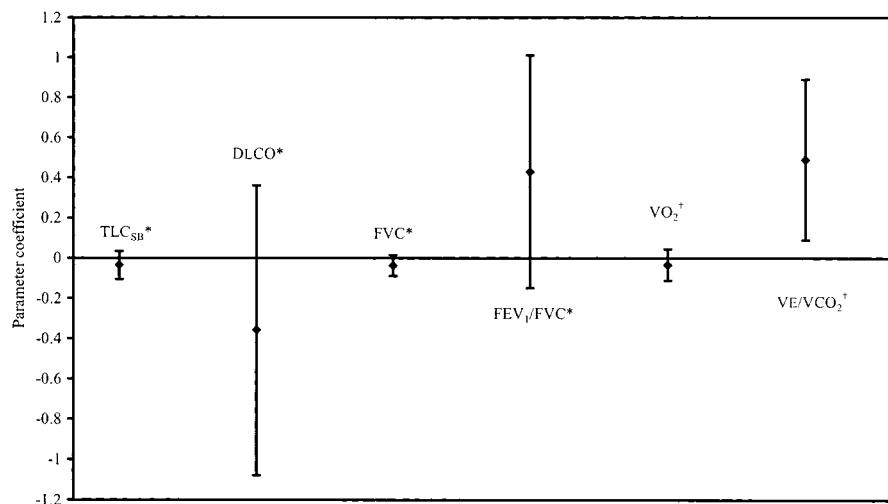 1.2
1
0.8
0.6
0.4
0.2
0
-0.2
-0.4
-0.6
-0.8
-1
-1.2
Parameter coefficient
TLC_SB*
DLCO*
FVC*
FEV₁/FVC*
VO₂†
VE/VCO₂†